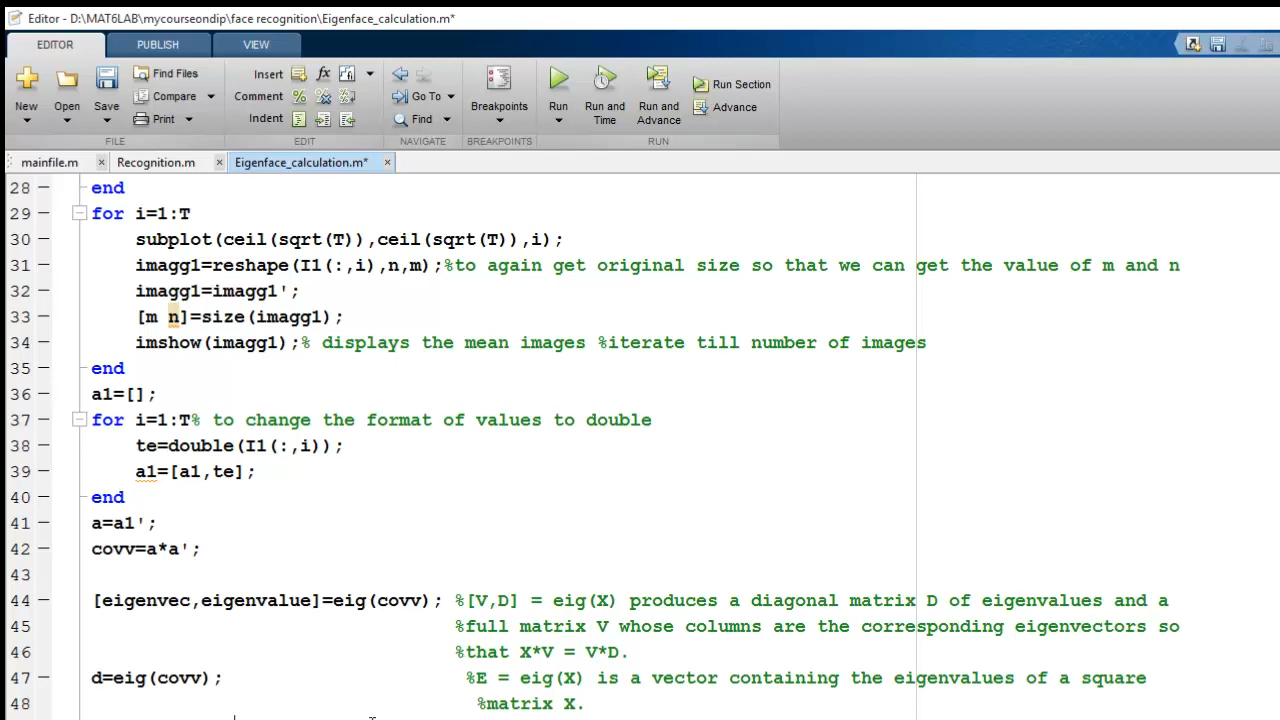 Editor - D:\MAT6LAB\mycourseondip\face recognition\Eigenface_calculation.m*
EDITOR PUBLISH VIEW
Find Files Insert fx Run Section
Compare Comment % Go To Advance
New Open Save Print Indent Find Breakpoints Run Run and Time Run and Advance
FILE EDIT NAVIGATE BREAKPOINTS RUN
mainfile.m × Recognition.m × Eigenface_calculation.m* ×
28 end
29 for i=1:T
30 subplot(ceil(sqrt(T)),ceil(sqrt(T)),i);
31 imagg1=reshape(I1(:,i),n,m);%to again get original size so that we can get the value of m and n
32 imagg1=imagg1';
33 [m n]=size(imagg1);
34 imshow(imagg1);% displays the mean images %iterate till number of images
35 end
36 a1=[];
37 for i=1:T% to change the format of values to double
38 te=double(I1(:,i));
39 a1=[a1,te];
40 end
41 a=a1';
42 covv=a*a';
43
44 [eigenvec,eigenvalue]=eig(covv); %[V,D] = eig(X) produces a diagonal matrix D of eigenvalues and a
45 %full matrix V whose columns are the corresponding eigenvectors so
46 %that X*V = V*D.
47 d=eig(covv); %E = eig(X) is a vector containing the eigenvalues of a square
48 %matrix X.